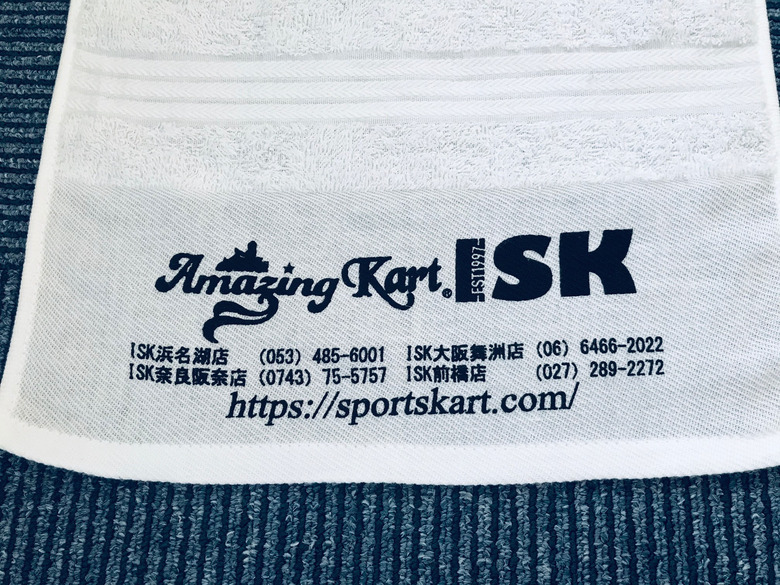 Amazing Kart® EST1997 ISK
ISK浜名湖店 (053) 485-6001 ISK大阪舞洲店 (06) 6466-2022
ISK奈良阪奈店 (0743) 75-5757 ISK前橋店 (027) 289-2272
https://sportskart.com/